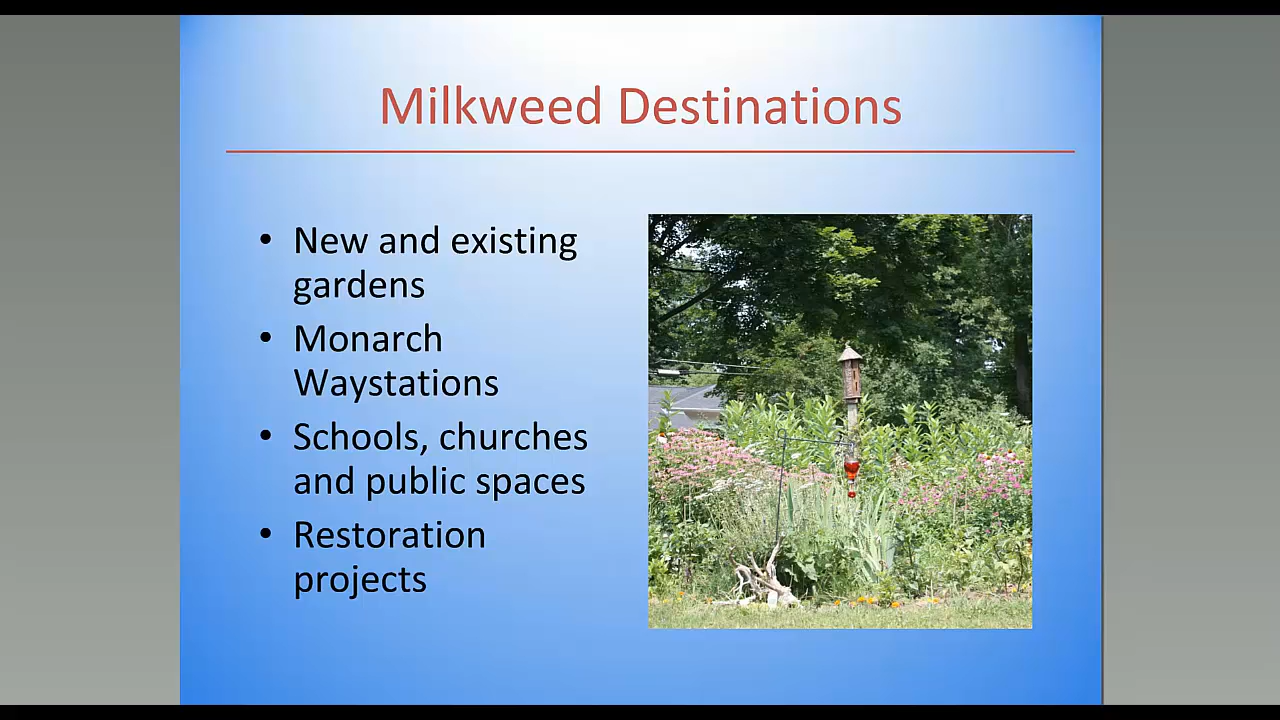 Milkweed Destinations
• New and existing
gardens
• Monarch
Waystations
• Schools, churches
and public spaces
• Restoration
projects